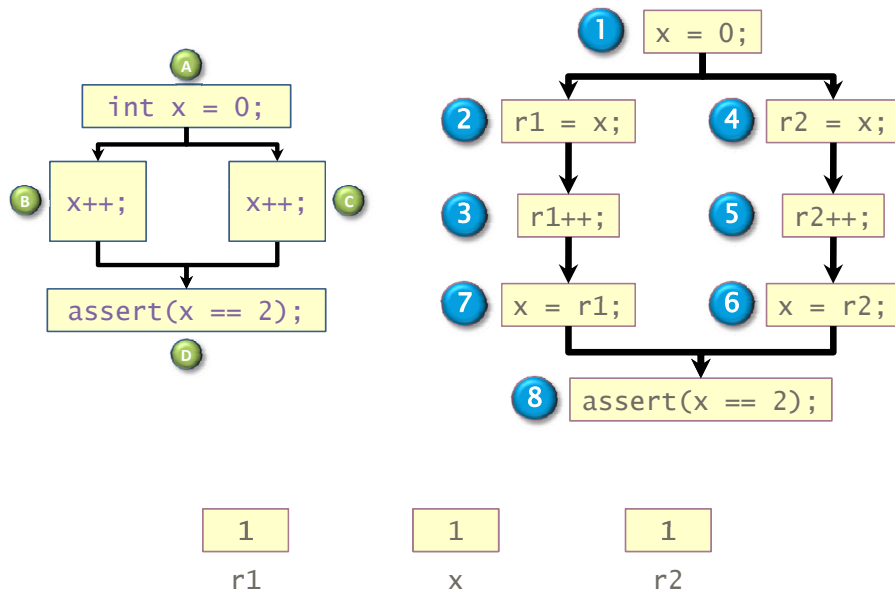 A
int x = 0;
B
x++;
x++;
C
assert(x == 2);
D
1
x = 0;
2
r1 = x;
4
r2 = x;
3
r1++;
5
r2++;
7
x = r1;
6
x = r2;
8
assert(x == 2);
1
1
1
r1
x
r2